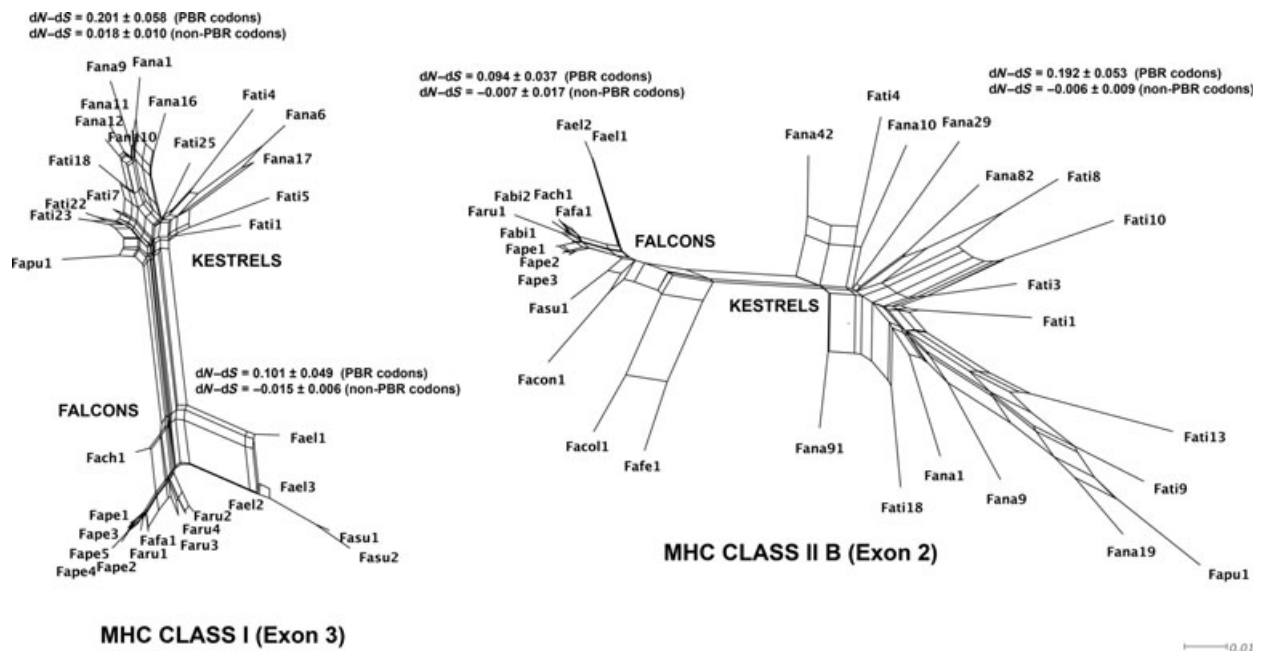 dN–dS = 0.201 ± 0.058 (PBR codons)
dN–dS = 0.018 ± 0.010 (non-PBR codons)
Fana9
Fana1
Fana11
Fana16
Fana12
Fana10
Fati4
Fana6
Fati18
Fati25
Fana17
Fati7
Fati22
Fati23
Fati5
Fati1
Fapu1
KESTRELS
dN–dS = 0.101 ± 0.049 (PBR codons)
dN–dS = –0.015 ± 0.006 (non-PBR codons)
FALCONS
Fael1
Fach1
Fael3
Fael2
Fape1
Faru2
Fape3
Fafa1
Faru4
Fasu1
Fape5
Faru1
Faru3
Fasu2
Fape4
Fape2
MHC CLASS I (Exon 3)
dN–dS = 0.094 ± 0.037 (PBR codons)
dN–dS = –0.007 ± 0.017 (non-PBR codons)
dN–dS = 0.192 ± 0.053 (PBR codons)
dN–dS = –0.006 ± 0.009 (non-PBR codons)
Fael2
Fael1
Fati4
Fana42
Fana10
Fana29
Fana82
Fati8
Fabi2
Fach1
Faru1
Fafa1
Fati10
Fabi1
FALCONS
Fape1
Fape2
Fape3
Fati3
Fasu1
KESTRELS
Fati1
Facon1
Facol1
Fafe1
Fana91
Fati13
Fana1
Fati18
Fana9
Fati9
Fana19
Fapu1
MHC CLASS II B (Exon 2)
0.01